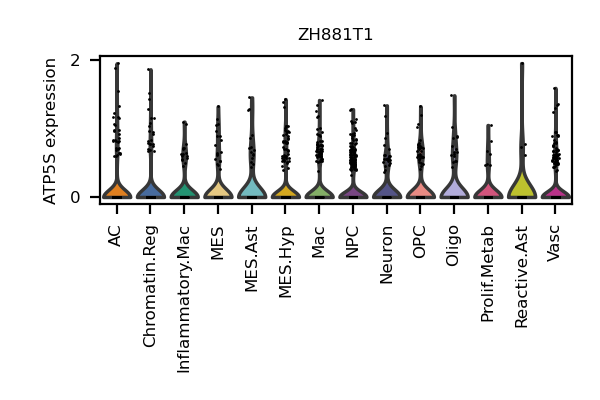 ZH881T1
ATP5S expression
2
0
AC
Chromatin.Reg
Inflammatory.Mac
MES
MES.Ast
MES.Hyp
Mac
NPC
Neuron
OPC
Oligo
Prolif.Metab
Reactive.Ast
Vasc